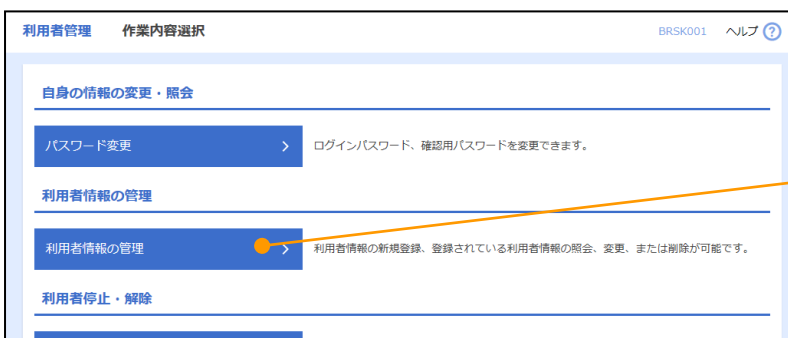 利用者管理 作業内容選択 BRSK001 ヘルプ ?
自身の情報の変更・照会
パスワード変更 ログインパスワード、確認用パスワードを変更できます。
利用者情報の管理
利用者情報の管理 利用者情報の新規登録、登録されている利用者情報の照会、変更、または削除が可能です。
利用者停止・解除